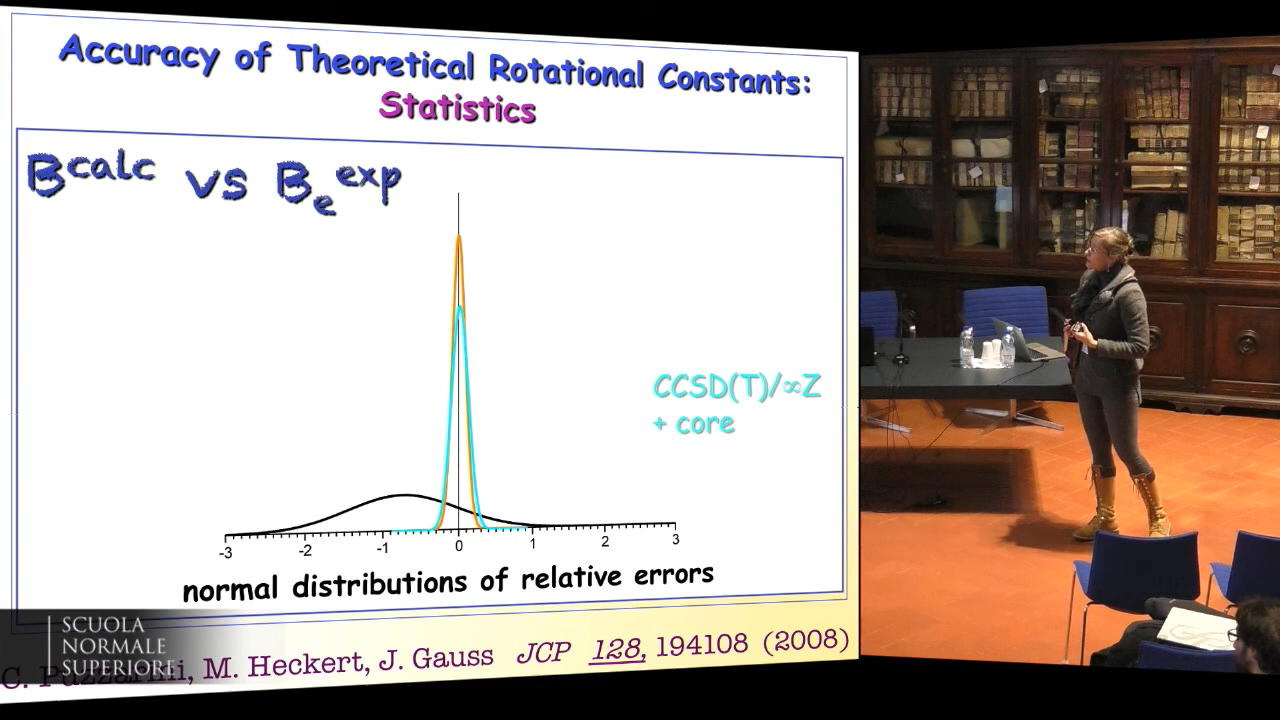 Accuracy of Theoretical Rotational Constants:
Statistics
Bcalc vs Be exp
CCSD(T)/∞Z
+ core
-3 -2 -1 0 1 2 3
normal distributions of relative errors
SCUOLA
NORMALE
SUPERIORE
C. Puzzarini, M. Heckert, J. Gauss JCP 128, 194108 (2008)